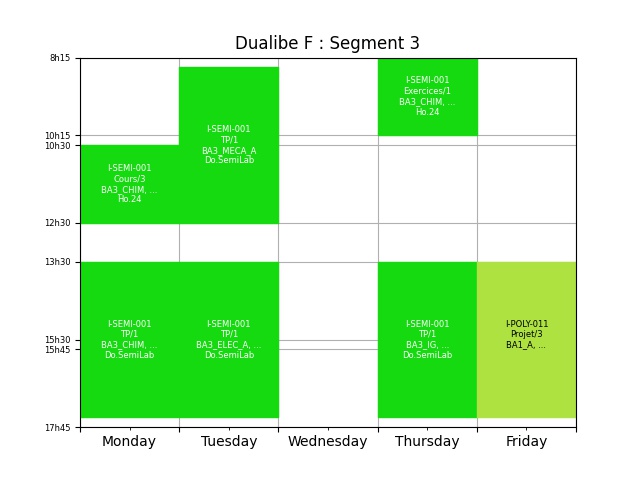 Dualibe F : Segment 3
8h15
10h15
10h30
12h30
13h30
15h30
15h45
17h45
I-SEMI-001
Cours/3
BA3_CHIM, ...
Ho.24
I-SEMI-001
TP/1
BA3_MECA_A
Do.SemiLab
I-SEMI-001
Exercices/1
BA3_CHIM, ...
Ho.24
I-SEMI-001
TP/1
BA3_CHIM, ...
Do.SemiLab
I-SEMI-001
TP/1
BA3_ELEC_A, ...
Do.SemiLab
I-SEMI-001
TP/1
BA3_IG, ...
Do.SemiLab
I-POLY-011
Projet/3
BA1_A, ...
Monday
Tuesday
Wednesday
Thursday
Friday